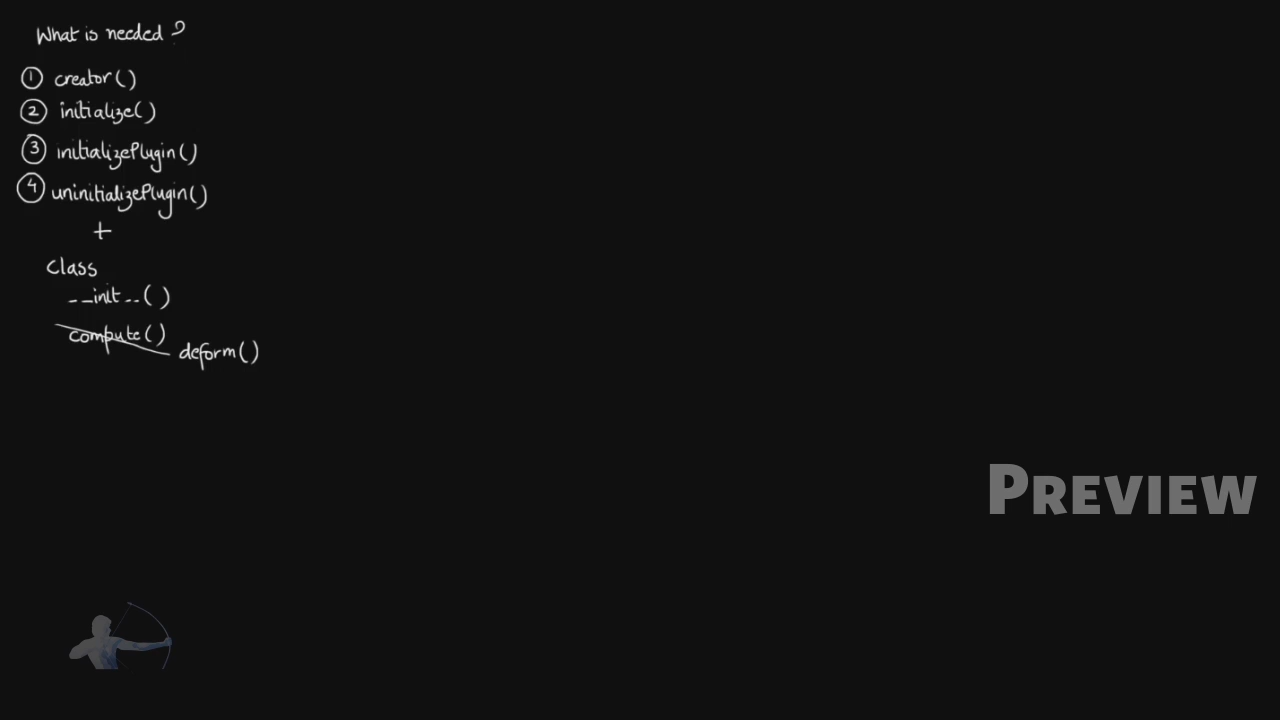 What is needed ?
① creator()
② initialize()
③ initializePlugin()
④ uninitializePlugin()
+
class
__init__()
compute()
deform()
PREVIEW